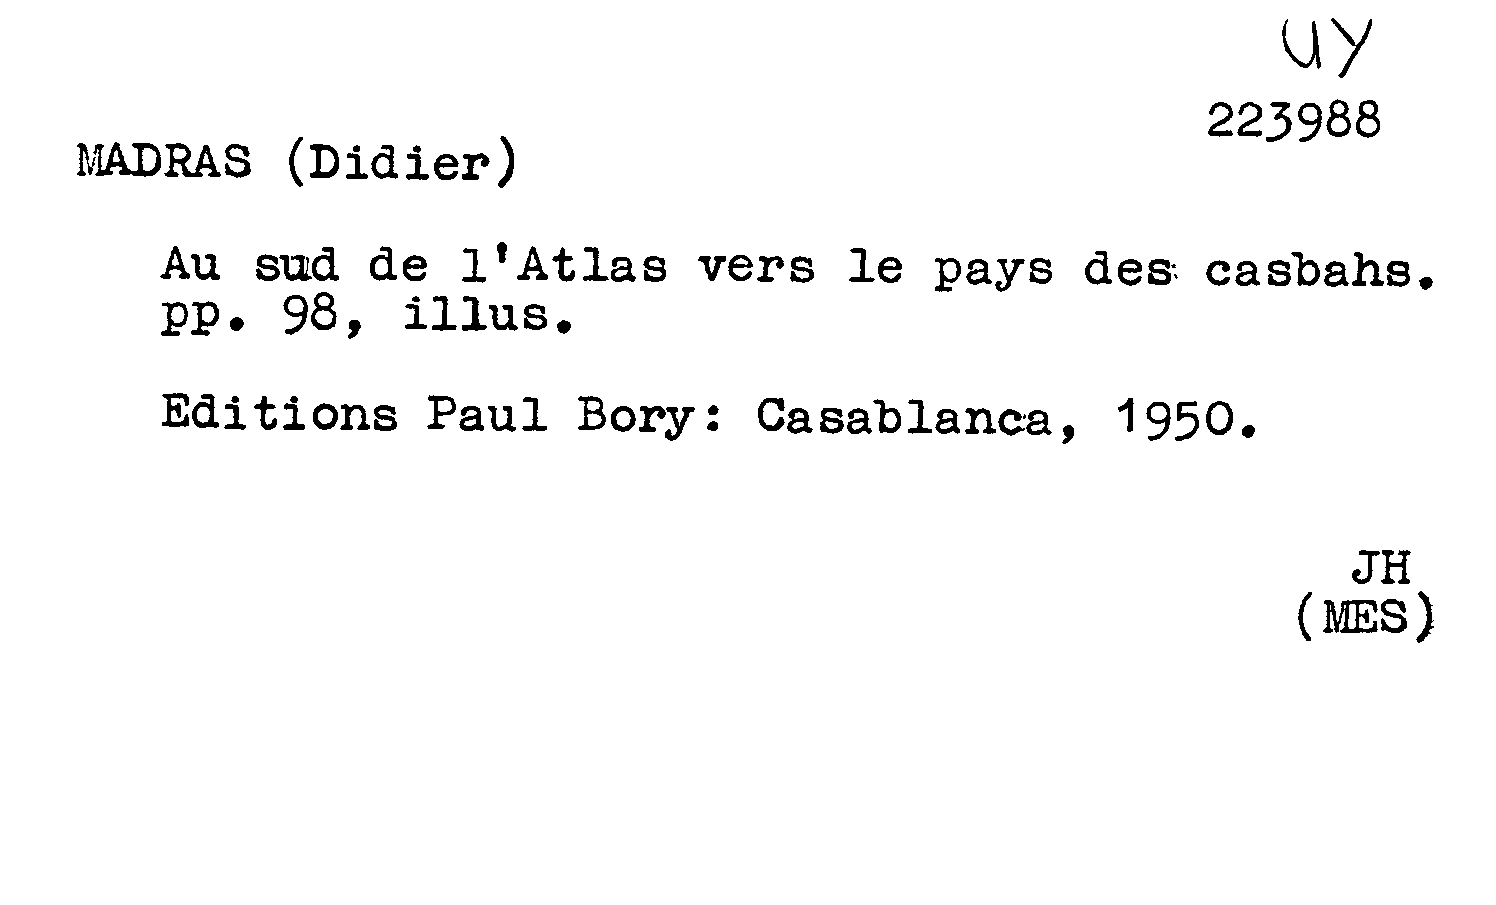 UY
223988
MADRAS (Didier)
Au sud de l'Atlas vers le pays des casbahs.
pp. 98, illus.
Editions Paul Bory: Casablanca, 1950.
JH
(MES)